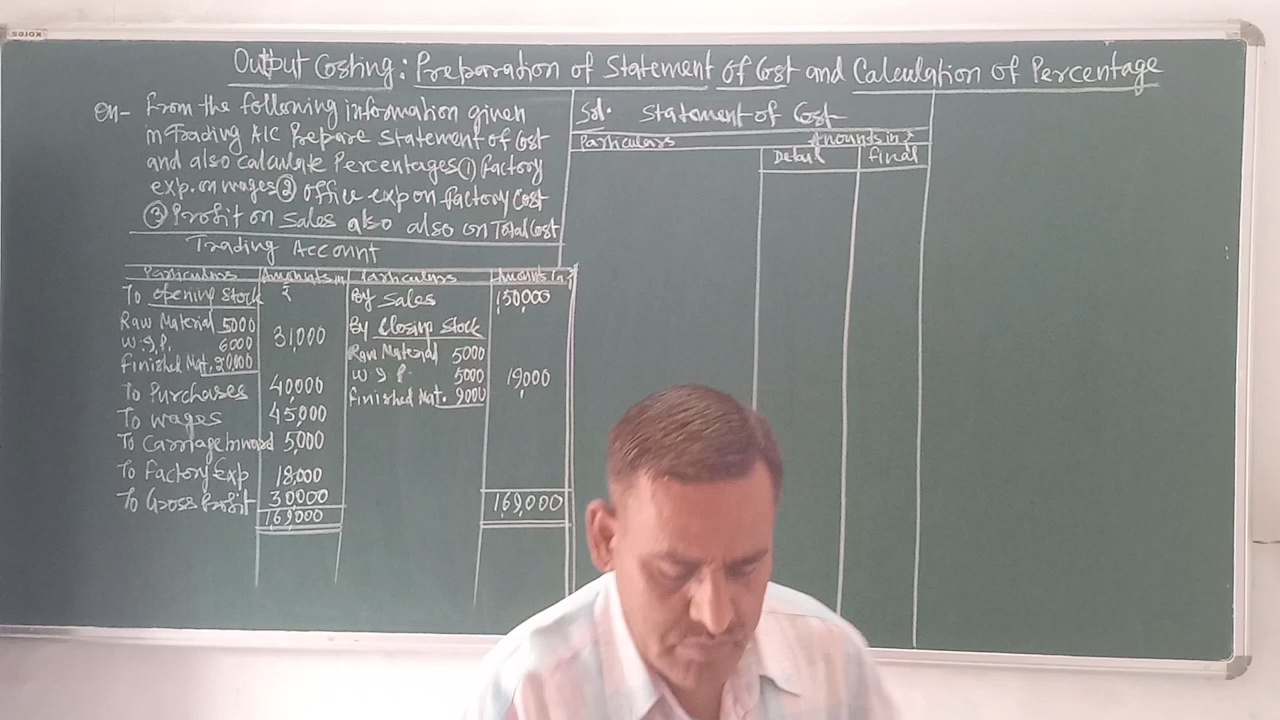 KOLOS
Output Costing: Preparation of Statement of Cost and Calculation of Percentage
Ex- From the following information given
in Trading A/C Prepare Statement of Cost
and also calculate Percentages ① Factory
exp. on wages ② office exp on factory Cost
③ Profit on Sales also also on Total Cost
Trading Account
Particulars Amounts in ₹ Particulars Amounts in ₹
To opening Stock By Sales 1,50,000
Raw Material 5000 31,000 By Closing Stock
W.I.P. 6000 Raw Material 5000
Finished Mat. 20,000 W I P. 5000 19,000
To Purchases 40,000 Finished Mat. 9000
To wages 45,000
To Carriage Inward 5,000
To Factory Exp 18,000
To Gross Profit 30000
1,69,000 1,69,000
Sol. Statement of Cost
Particulars Amounts in ₹
Detail Final